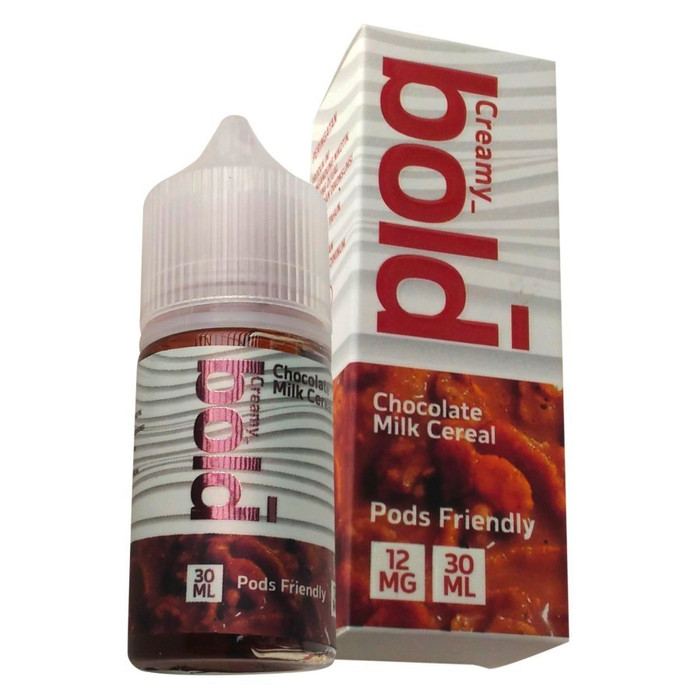 Creamy_
bold
Chocolate
Milk Cereal
Pods Friendly
12
MG
30
ML
PERINGATAN
Creamy_
bold
Chocolate
Milk Cereal
30
ML
Pods Friendly